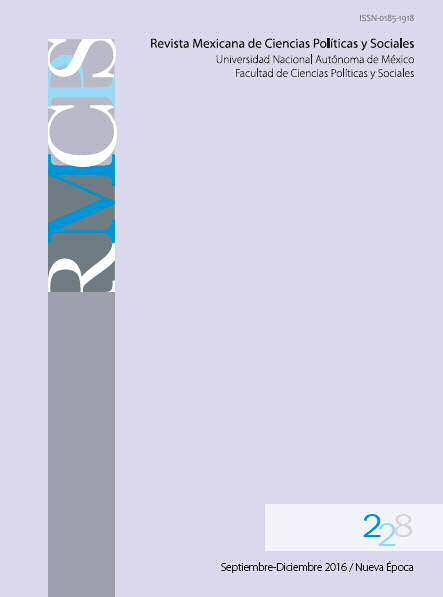 ISSN-0185-1918
Revista Mexicana de Ciencias Políticas y Sociales
Universidad Nacional Autónoma de México
Facultad de Ciencias Políticas y Sociales
RMCPS
228
Septiembre-Diciembre 2016 / Nueva Época